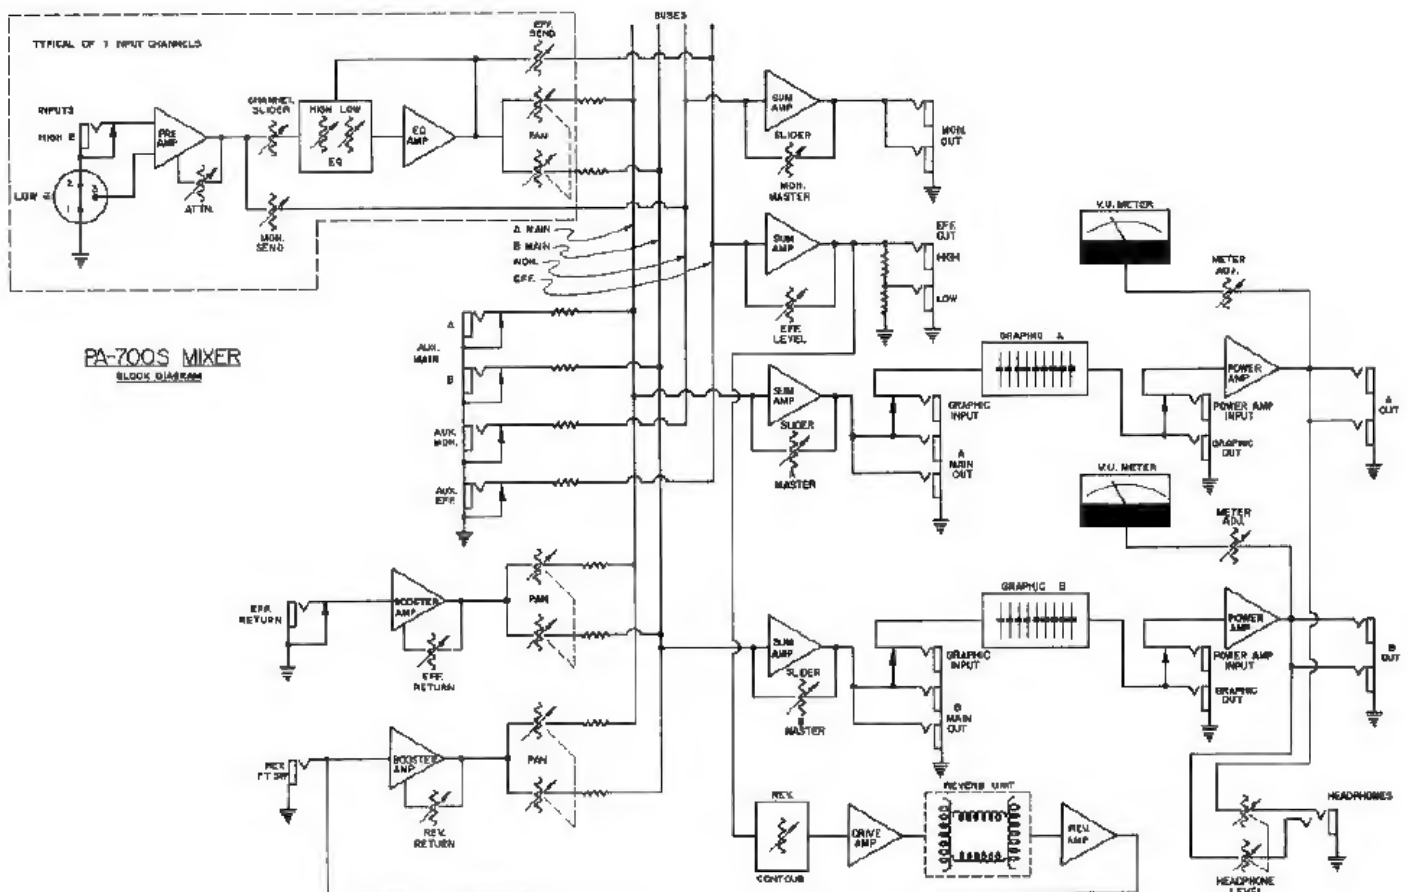 TYPICAL OF 7 INPUT CHANNELS
INPUTS
HIGH Z
LOW Z
2
3
1
PRE AMP
ATTN.
CHANNEL SLIDER
MON. SEND
HIGH LOW
EQ
EQ AMP
EFF. SEND
PAN
BUSES
A MAIN
B MAIN
MON.
EFF.
SUM AMP
SLIDER
MON. MASTER
MON. OUT
SUM AMP
EFF. LEVEL
EFF. OUT
HIGH
LOW
V.U. METER
METER ADJ.
PA-700S MIXER
BLOCK DIAGRAM
A
AUX. MAIN
B
AUX. MON.
AUX. EFF.
SUM AMP
SLIDER
A MASTER
GRAPHIC INPUT
A MAIN OUT
GRAPHIC A
POWER AMP
POWER AMP INPUT
GRAPHIC OUT
A OUT
V.U. METER
METER ADJ.
EFF. RETURN
BOOSTER AMP
EFF. RETURN
PAN
SUM AMP
SLIDER
B MASTER
GRAPHIC INPUT
B MAIN OUT
GRAPHIC B
POWER AMP
POWER AMP INPUT
GRAPHIC OUT
B OUT
REV. FT SW
BOOSTER AMP
REV. RETURN
PAN
REV.
CONTOUR
DRIVE AMP
REVERB UNIT
REV. AMP
HEADPHONES
HEADPHONE LEVEL